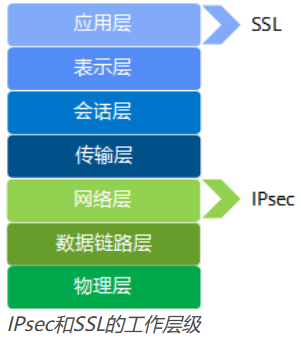 应用层 SSL
表示层
会话层
传输层
网络层 IPsec
数据链路层
物理层
IPsec和SSL的工作层级